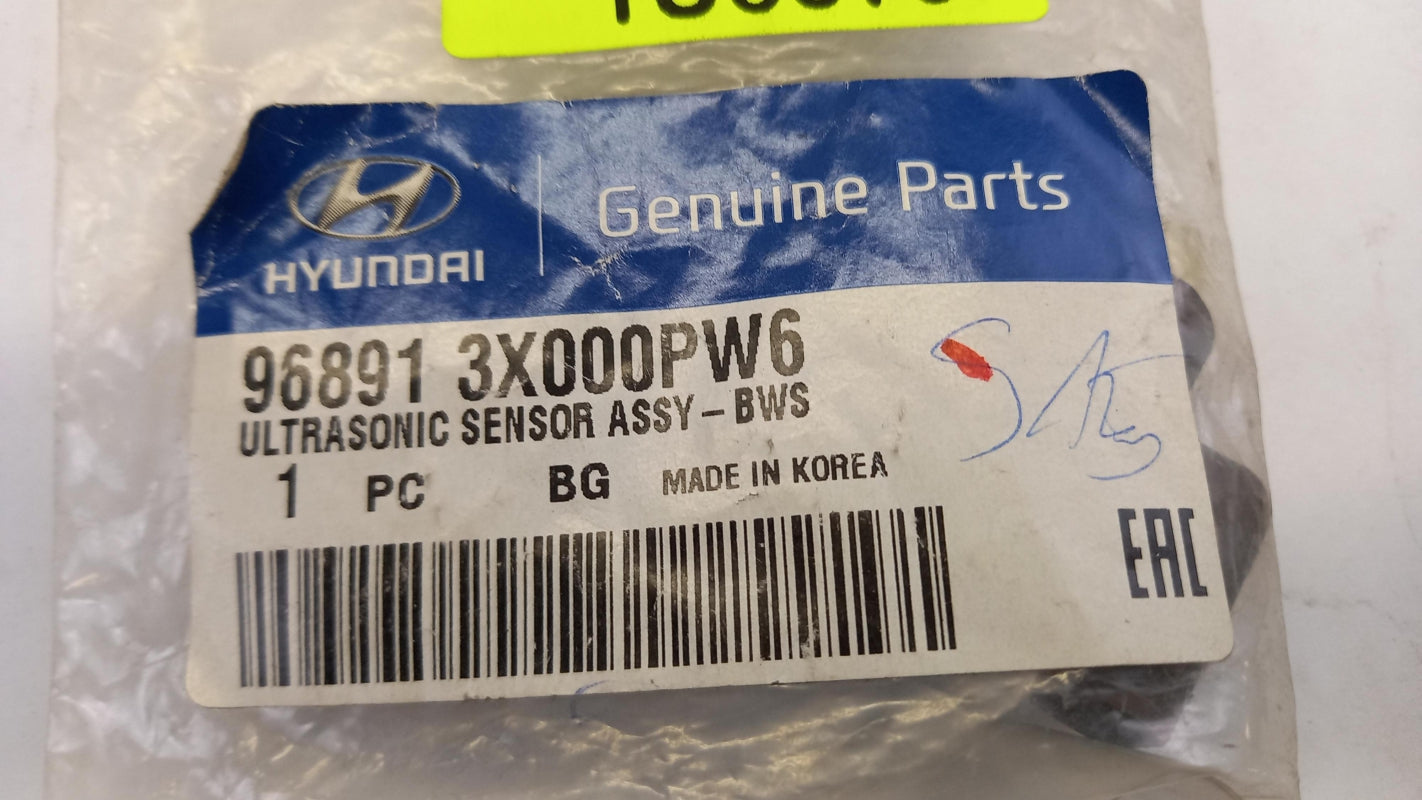 HYUNDAI
Genuine Parts
96891 3X000PW6
ULTRASONIC SENSOR ASSY-BWS
1 PC BG MADE IN KOREA
EAC